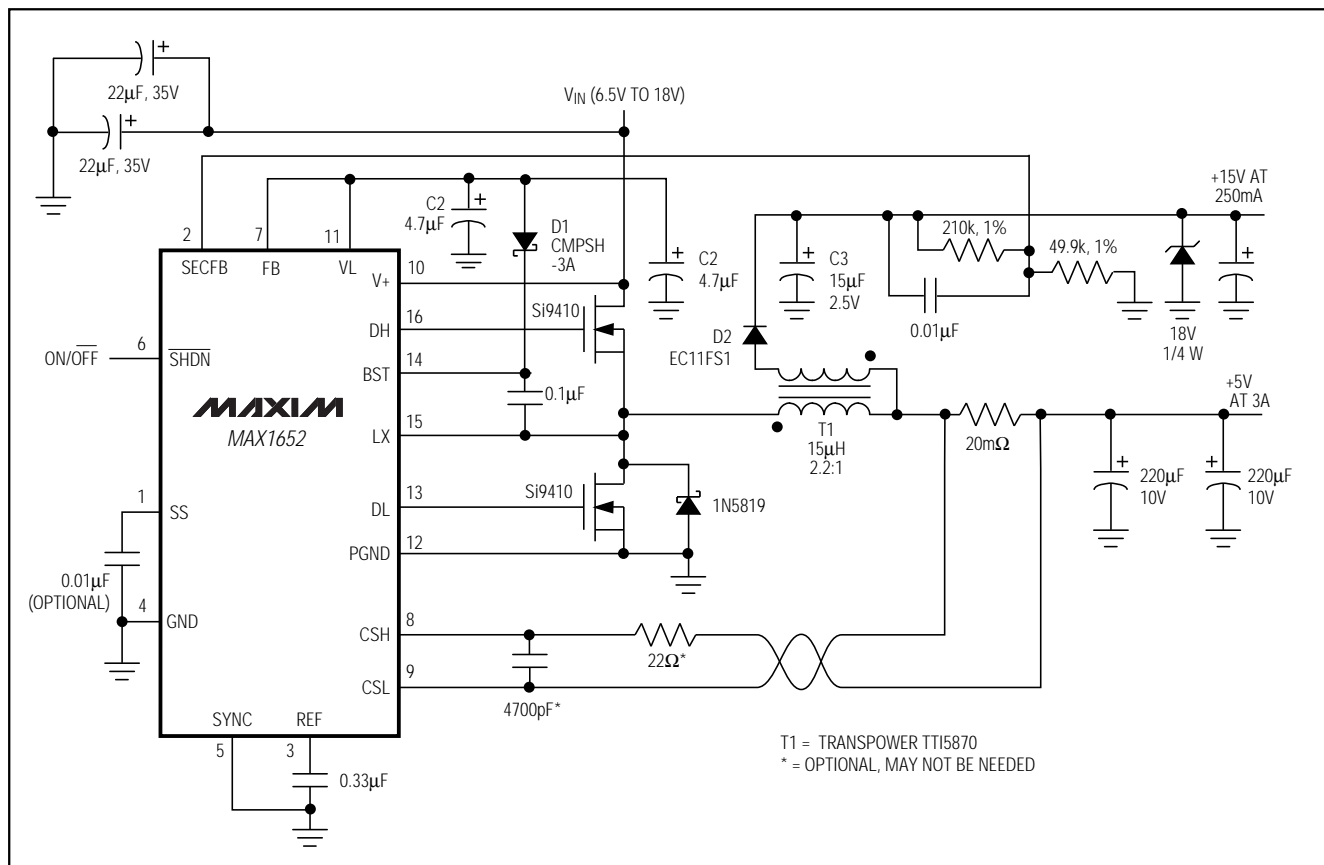 22µF, 35V
22µF, 35V
V_IN (6.5V TO 18V)
+15V AT
250mA
C2
4.7µF
D1
CMPSH
-3A
C2
4.7µF
C3
15µF
2.5V
210k, 1%
49.9k, 1%
0.01µF
18V
1/4 W
D2
EC11FS1
2
7
11
SECFB
FB
VL
V+
10
Si9410
DH
16
ON/OFF
6
SHDN
BST
14
0.1µF
MAXIM
MAX1652
LX
15
T1
15µH
2.2:1
20mΩ
+5V
AT 3A
220µF
10V
220µF
10V
Si9410
DL
13
1N5819
1
SS
PGND
12
0.01µF
(OPTIONAL)
4
GND
CSH
8
22Ω*
CSL
9
4700pF*
SYNC
REF
5
3
0.33µF
T1 = TRANSPOWER TTI5870
* = OPTIONAL, MAY NOT BE NEEDED